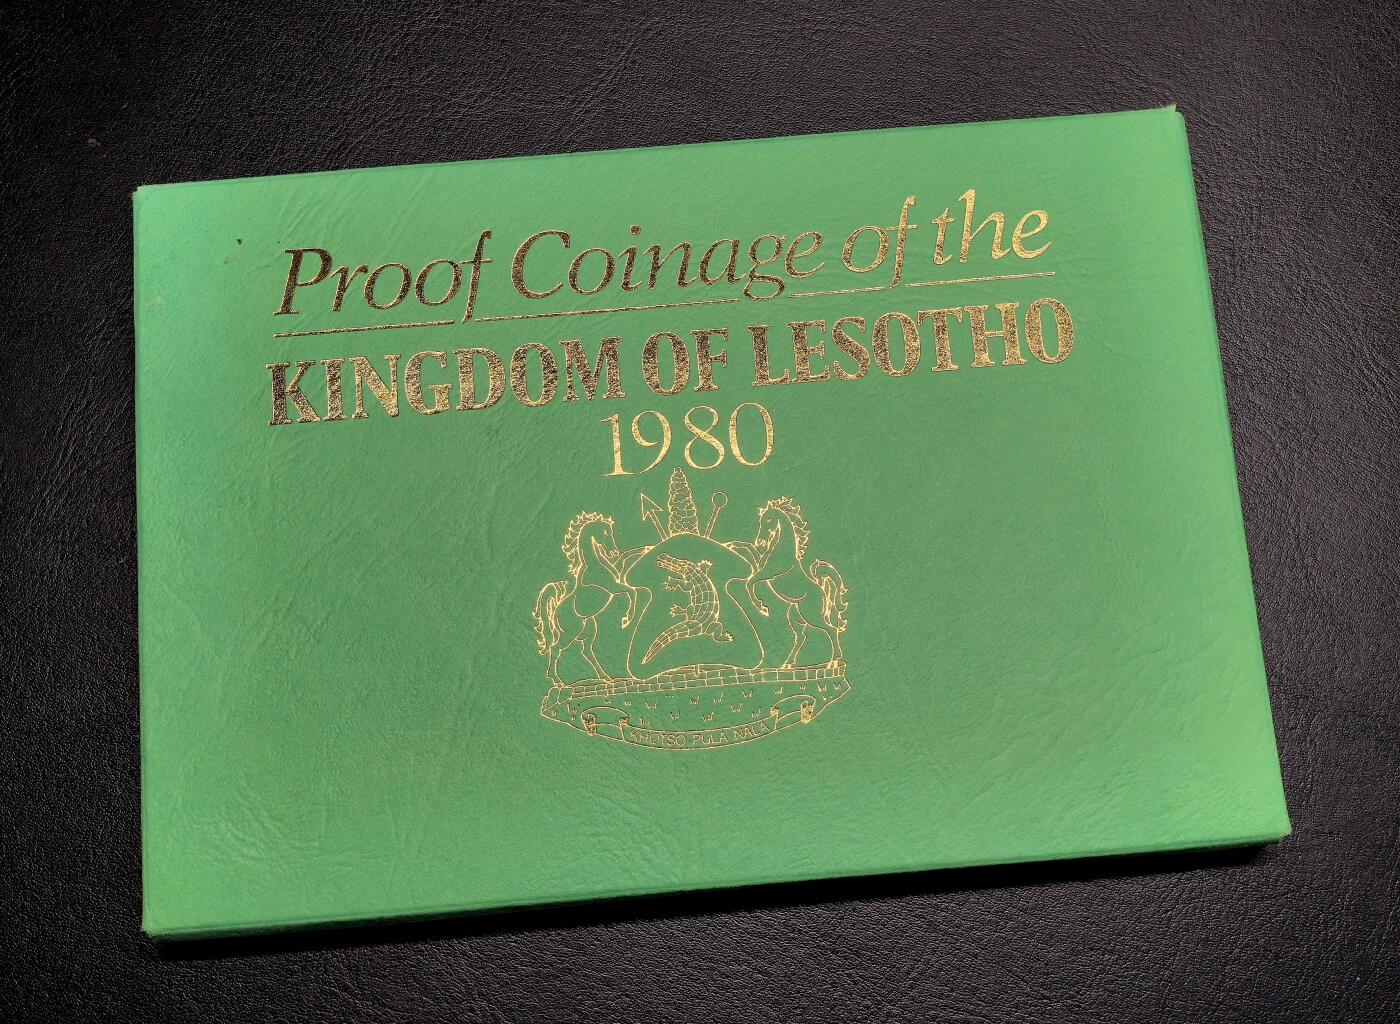 Proof Coinage of the
KINGDOM OF LESOTHO
1980
KHOTSO PULA NALA